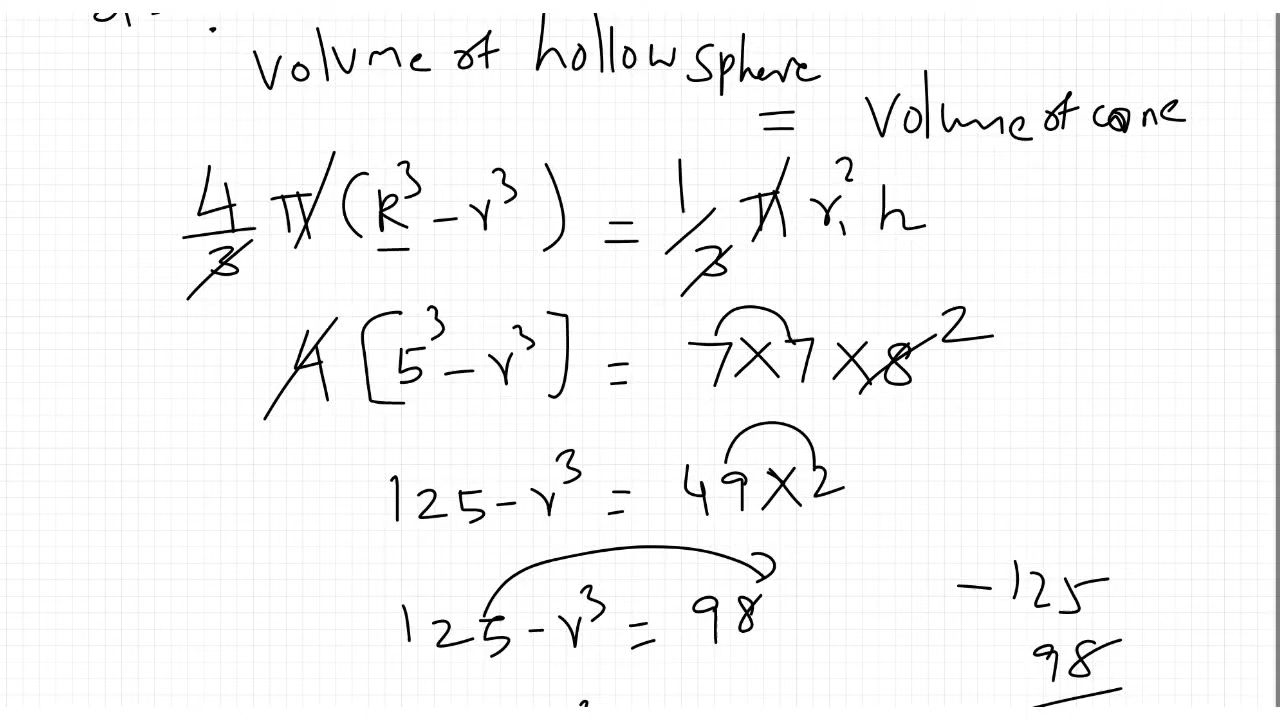 volume of hollow sphere
= Volume of cone
4/3 π (R³ - r³) = 1/3 π r₁² h
4 [5³ - r³] = 7 × 7 × 8 2
125 - r³ = 49 × 2
125 - r³ = 98
- 125
98